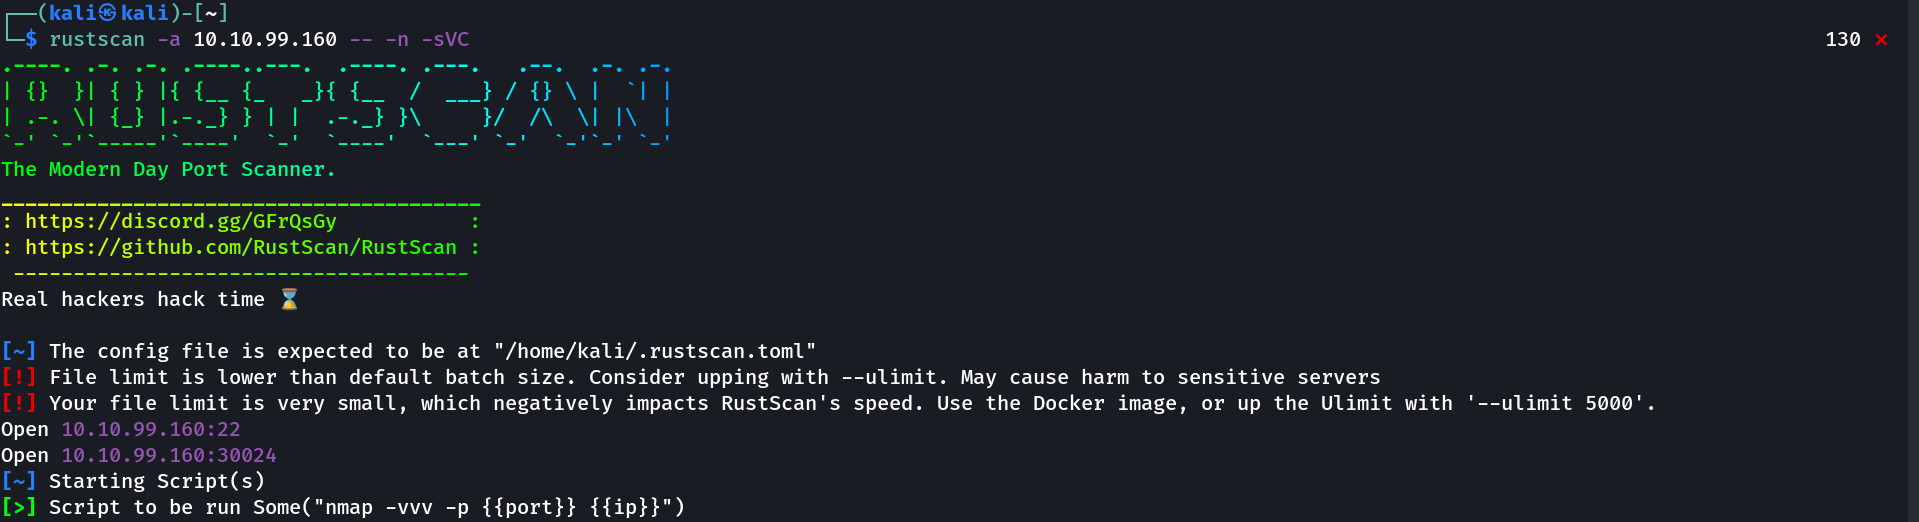 ┌──(kali㉿kali)-[~]
└─$ rustscan -a 10.10.99.160 -- -n -sVC 130 ✕
.----. .-. .-. .----..---.  .----. .---.   .--.  .-. .-.
| {}  }| { } |{ {__ {_   _}{ {__  /  ___} / {} \ |  `| |
| .-. \| {_} |.-._} } | |  .-._} }\     }/  /\  \| |\  |
`-' `-'`-----'`----'  `-'  `----'  `---' `-'  `-'`-' `-'
The Modern Day Port Scanner.
________________________________________
: https://discord.gg/GFrQsGy           :
: https://github.com/RustScan/RustScan :
 --------------------------------------
Real hackers hack time ⌛
[~] The config file is expected to be at "/home/kali/.rustscan.toml"
[!] File limit is lower than default batch size. Consider upping with --ulimit. May cause harm to sensitive servers
[!] Your file limit is very small, which negatively impacts RustScan's speed. Use the Docker image, or up the Ulimit with '--ulimit 5000'.
Open 10.10.99.160:22
Open 10.10.99.160:30024
[~] Starting Script(s)
[>] Script to be run Some("nmap -vvv -p {{port}} {{ip}}")